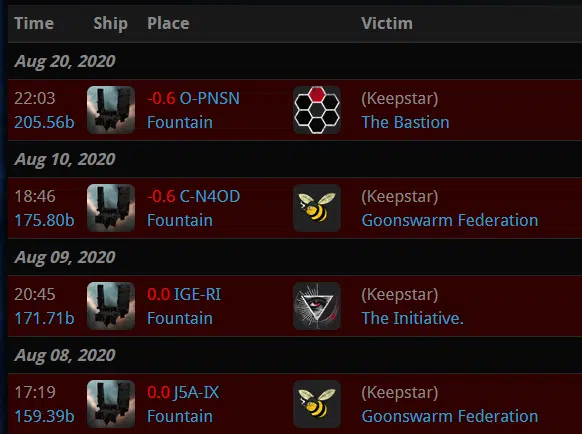 Time Ship Place Victim
Aug 20, 2020
22:03 -0.6 O-PNSN (Keepstar)
205.56b Fountain The Bastion
Aug 10, 2020
18:46 -0.6 C-N4OD (Keepstar)
175.80b Fountain Goonswarm Federation
Aug 09, 2020
20:45 0.0 IGE-RI (Keepstar)
171.71b Fountain The Initiative.
Aug 08, 2020
17:19 0.0 J5A-IX (Keepstar)
159.39b Fountain Goonswarm Federation